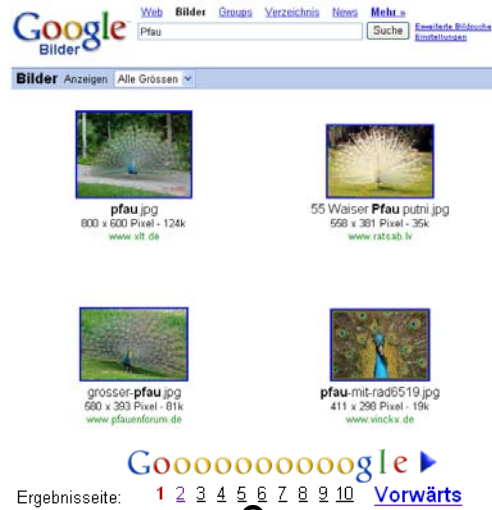 Google
Bilder
Web Bilder Groups Verzeichnis News Mehr »
Pfau
Suche
Erweiterte Bildsuche
Einstellungen
Bilder Anzeigen Alle Grössen
pfau.jpg
800 x 600 Pixel - 124k
www.xlt.de
55 Waiser Pfau putni.jpg
558 x 381 Pixel - 35k
www.ratsab.lv
grosser-pfau.jpg
580 x 393 Pixel - 81k
www.pfauenforum.de
pfau-mit-rad6519.jpg
411 x 298 Pixel - 19k
www.vinckx.de
Goooooooooogle
Ergebnisseite: 1 2 3 4 5 6 7 8 9 10 Vorwärts